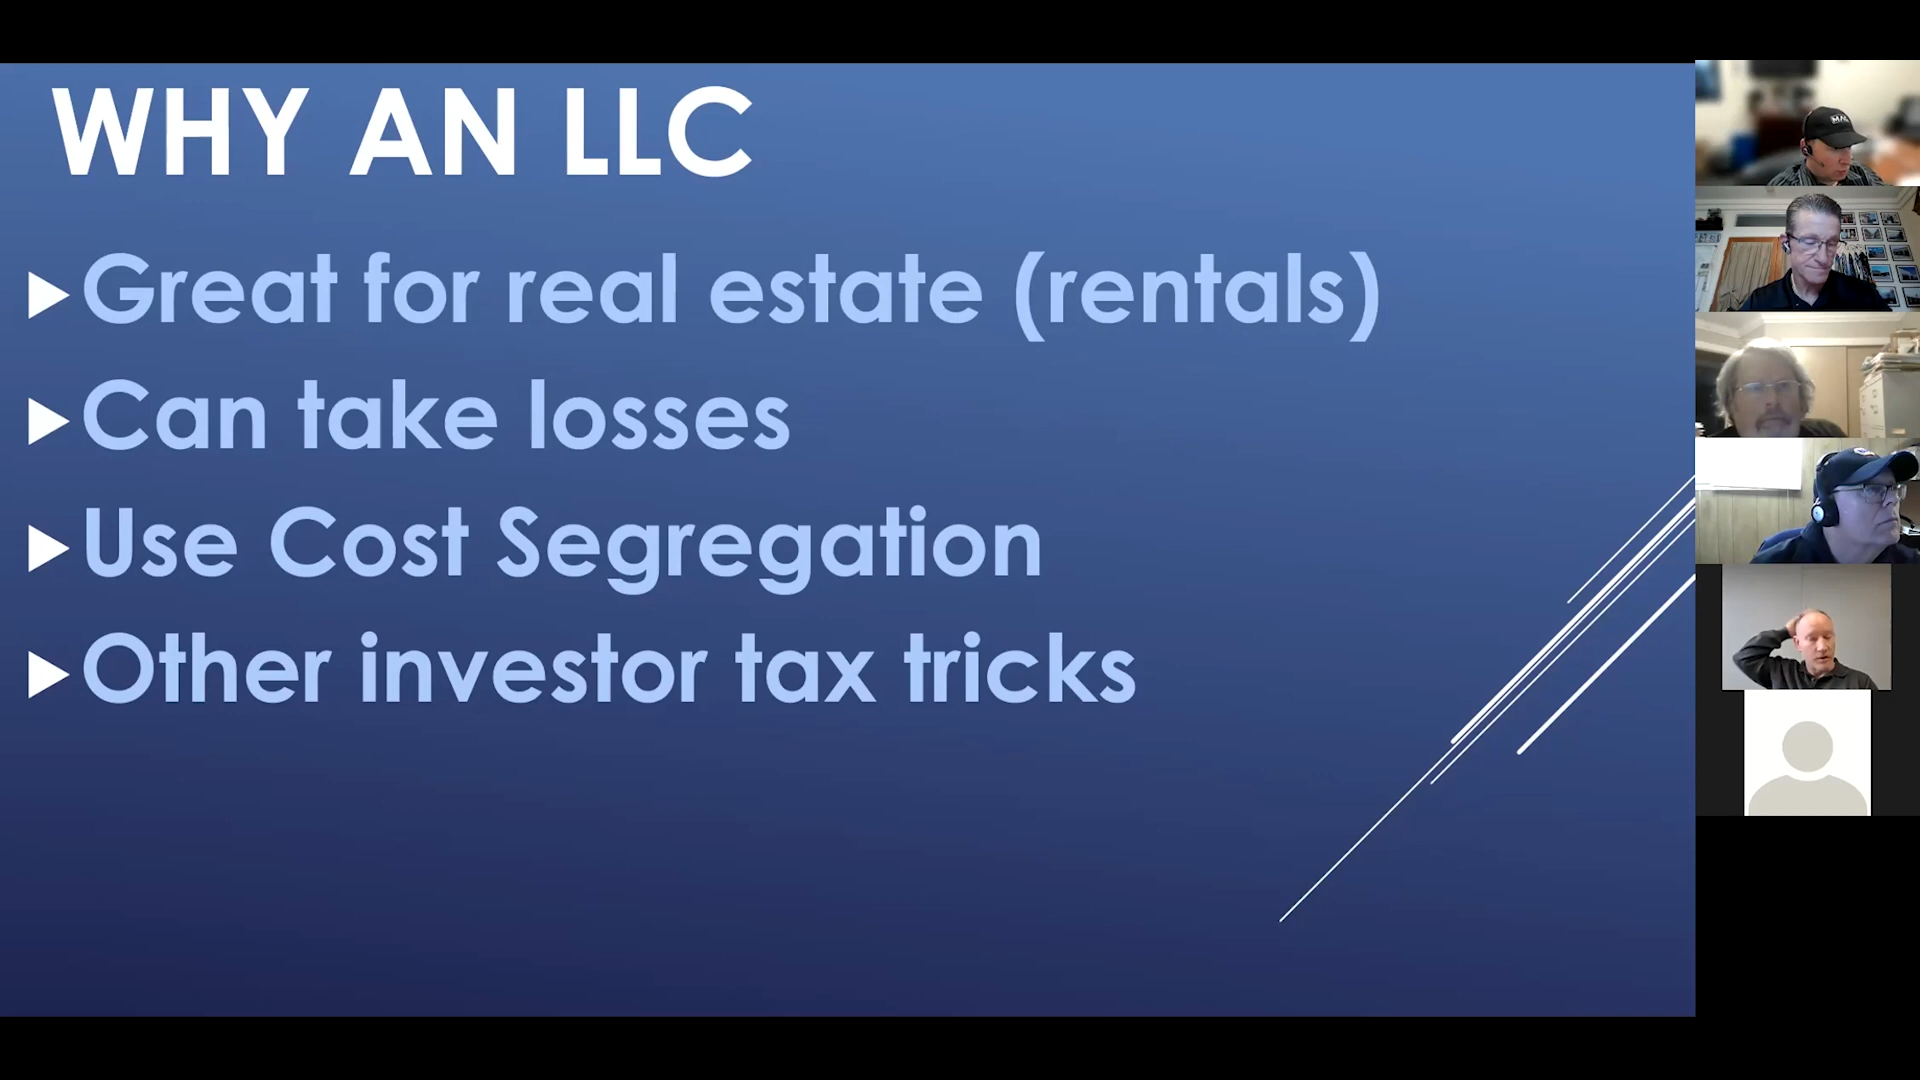 WHY AN LLC
Great for real estate (rentals)
Can take losses
Use Cost Segregation
Other investor tax tricks